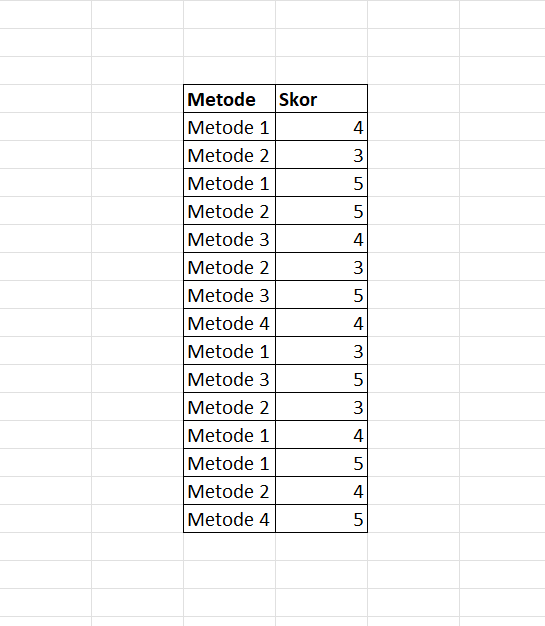 Metode Skor
Metode 1 4
Metode 2 3
Metode 1 5
Metode 2 5
Metode 3 4
Metode 2 3
Metode 3 5
Metode 4 4
Metode 1 3
Metode 3 5
Metode 2 3
Metode 1 4
Metode 1 5
Metode 2 4
Metode 4 5